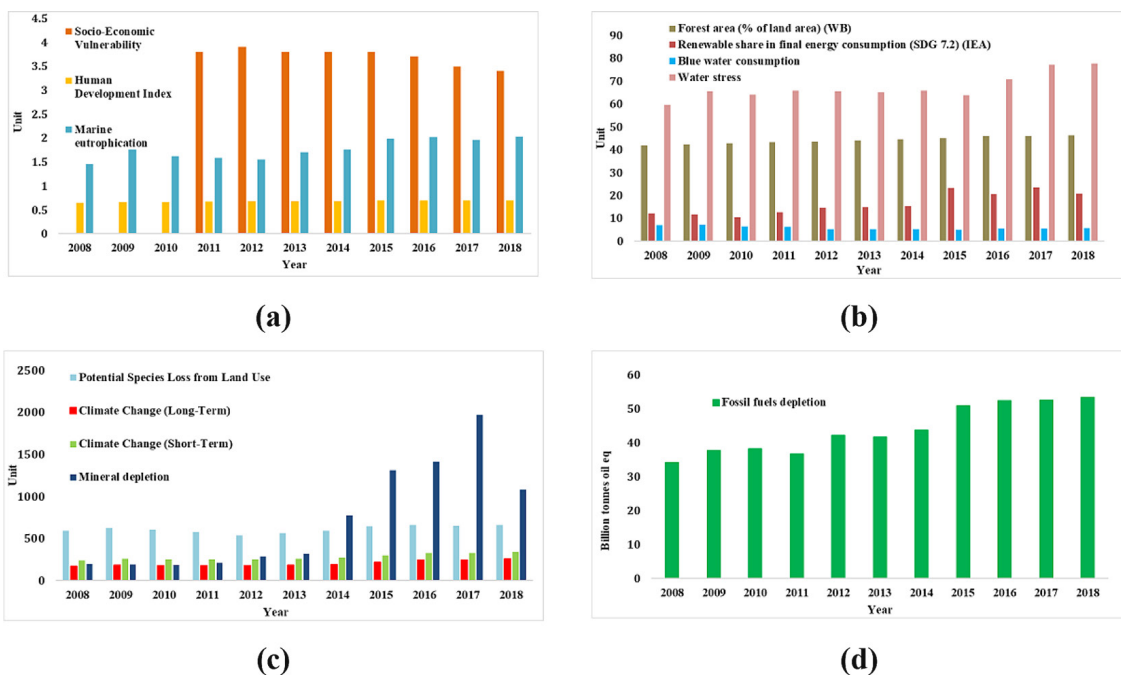 4.5
4
3.5
3
2.5
2
1.5
1
0.5
0
Unit
Socio-Economic
Vulnerability
Human
Development Index
Marine
eutrophication
2008 2009 2010 2011 2012 2013 2014 2015 2016 2017 2018
Year
(a)
90
80
70
60
50
40
30
20
10
0
Unit
Forest area (% of land area) (WB)
Renewable share in final energy consumption (SDG 7.2) (IEA)
Blue water consumption
Water stress
2008 2009 2010 2011 2012 2013 2014 2015 2016 2017 2018
Year
(b)
2500
2000
1500
1000
500
0
Unit
Potential Species Loss from Land Use
Climate Change (Long-Term)
Climate Change (Short-Term)
Mineral depletion
2008 2009 2010 2011 2012 2013 2014 2015 2016 2017 2018
Year
(c)
60
50
40
30
20
10
0
Billion tonnes oil eq
Fossil fuels depletion
2008 2009 2010 2011 2012 2013 2014 2015 2016 2017 2018
Year
(d)